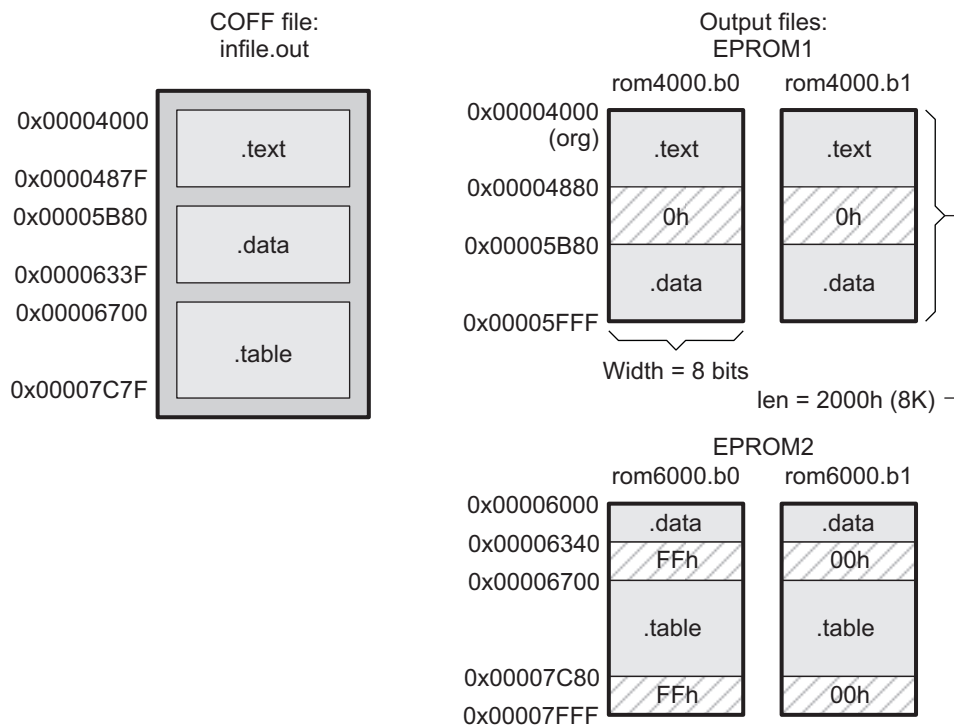 COFF file:
infile.out
0x00004000
.text
0x0000487F
0x00005B80
.data
0x0000633F
0x00006700
.table
0x00007C7F
Output files:
EPROM1
rom4000.b0 rom4000.b1
0x00004000
(org)
.text .text
0x00004880
0h 0h
0x00005B80
.data .data
0x00005FFF
Width = 8 bits
len = 2000h (8K)
EPROM2
rom6000.b0 rom6000.b1
0x00006000
.data .data
0x00006340
FFh 00h
0x00006700
.table .table
0x00007C80
FFh 00h
0x00007FFF